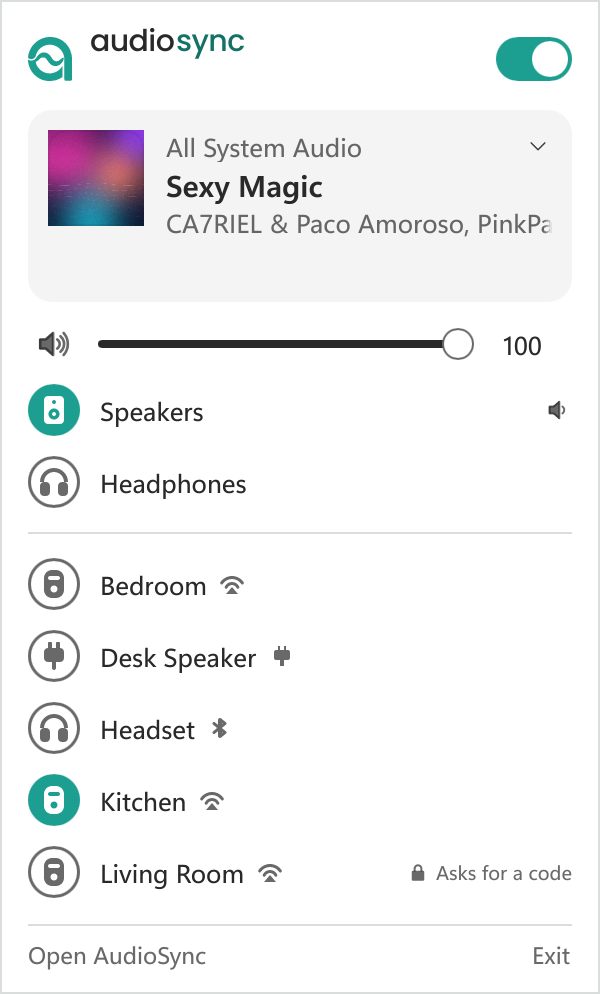 audiosync
All System Audio
Sexy Magic
CA7RIEL & Paco Amoroso, PinkPa
100
Speakers
Headphones
Bedroom
Desk Speaker
Headset
Kitchen
Living Room
Asks for a code
Open AudioSync
Exit